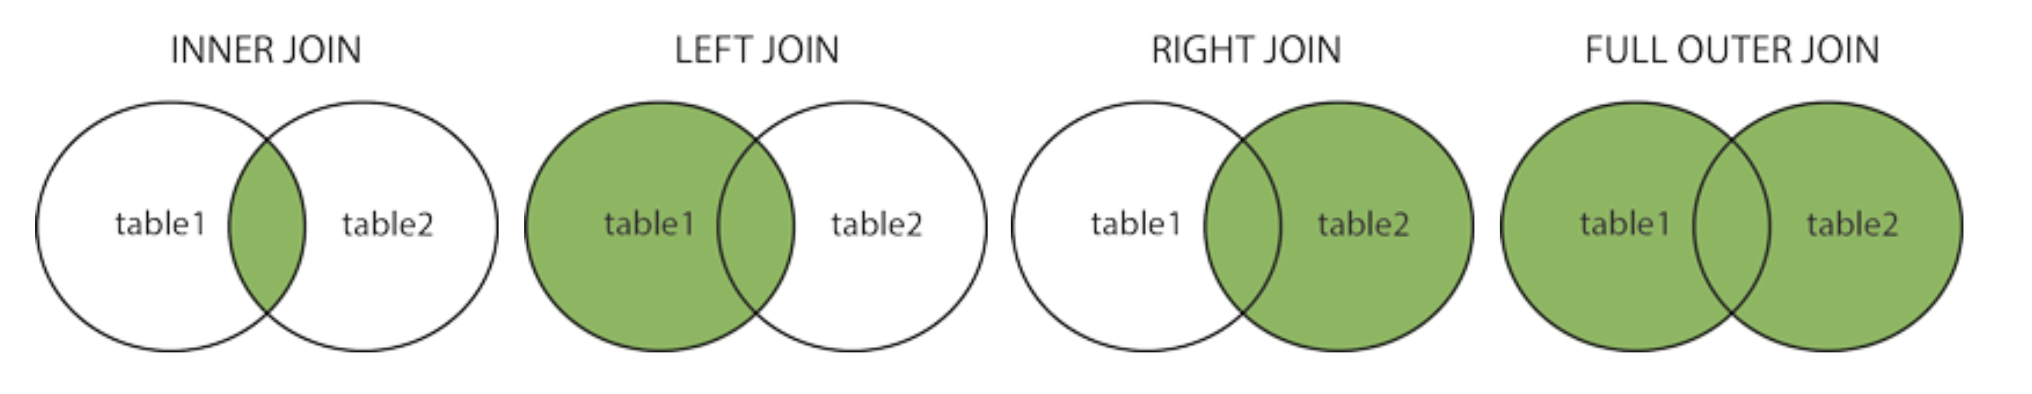 INNER JOIN
LEFT JOIN
RIGHT JOIN
FULL OUTER JOIN
table1 table2
table1 table2
table1 table2
table1 table2